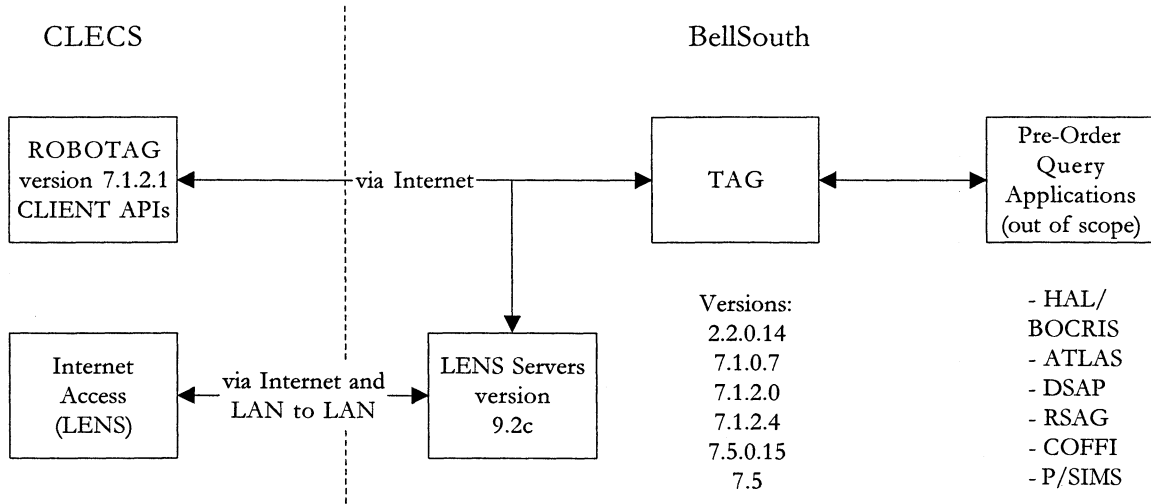 CLECS
BellSouth
ROBOTAG
version 7.1.2.1
CLIENT APIs
via Internet
TAG
Pre-Order
Query
Applications
(out of scope)
Internet
Access
(LENS)
via Internet and
LAN to LAN
LENS Servers
version
9.2c
Versions:
2.2.0.14
7.1.0.7
7.1.2.0
7.1.2.4
7.5.0.15
7.5
- HAL/
BOCRIS
- ATLAS
- DSAP
- RSAG
- COFFI
- P/SIMS